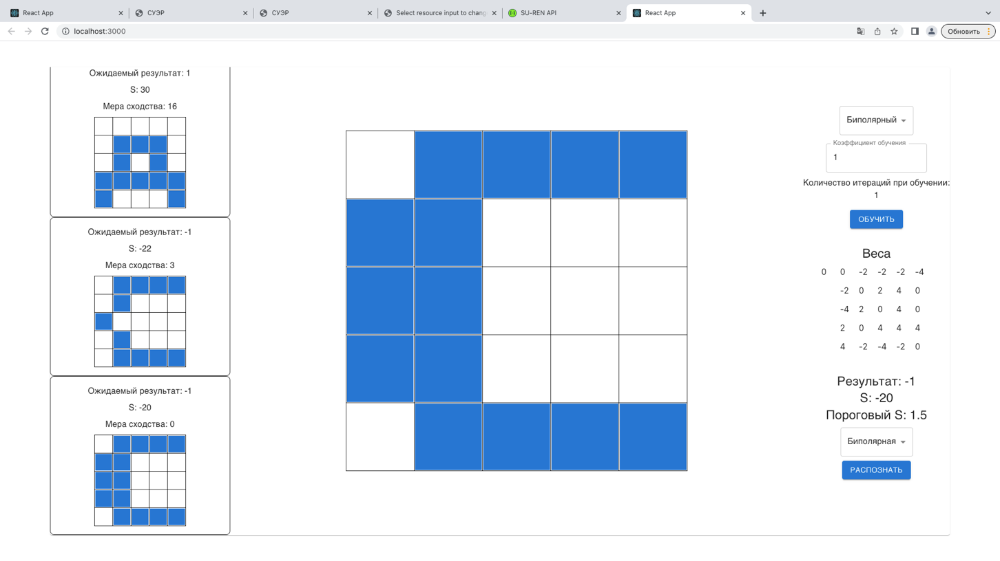 React App
СУЭР
СУЭР
Select resource input to chang
SU-REN API
React App
localhost:3000
Обновить
Ожидаемый результат: 1
S: 30
Мера сходства: 16
Ожидаемый результат: -1
S: -22
Мера сходства: 3
Ожидаемый результат: -1
S: -20
Мера сходства: 0
Биполярный
Коэффициент обучения
1
Количество итераций при обучении:
1
ОБУЧИТЬ
Веса
0 0 -2 -2 -2 -4
-2 0 2 4 0
-4 2 0 4 0
2 0 4 4 4
4 -2 -4 -2 0
Результат: -1
S: -20
Пороговый S: 1.5
Биполярная
РАСПОЗНАТЬ